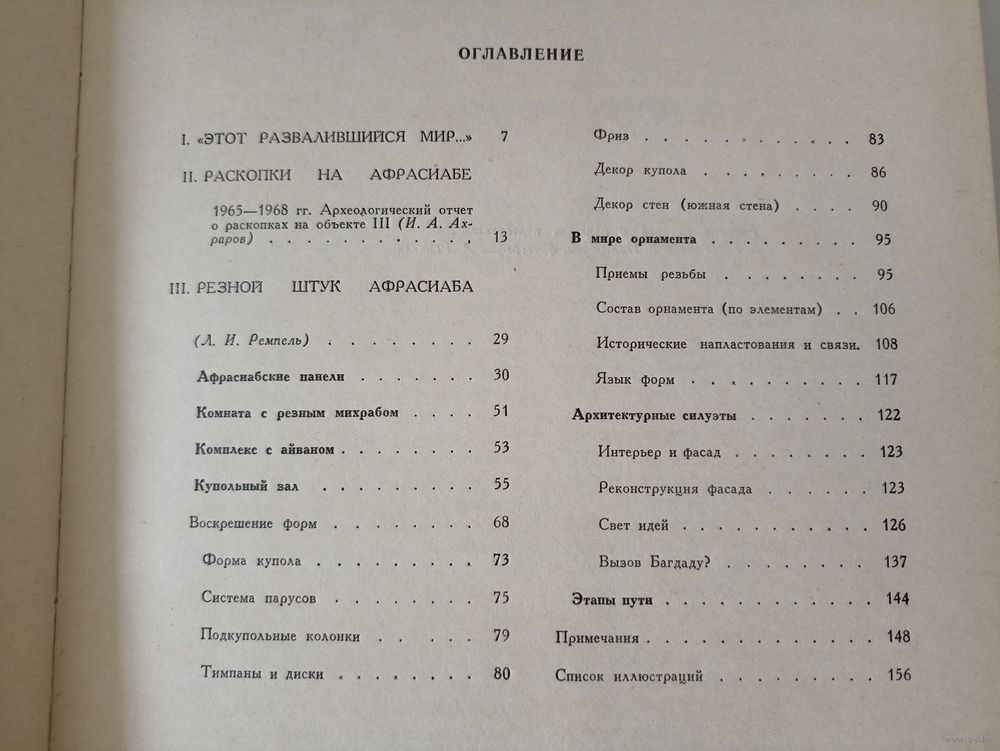 ОГЛАВЛЕНИЕ
I. «ЭТОТ РАЗВАЛИВШИЙСЯ МИР...» 7
II. РАСКОПКИ НА АФРАСИАБЕ
1965—1968 гг. Археологический отчет
о раскопках на объекте III (И. А. Ах-
раров) . . . . . . . . . . . . 13
III. РЕЗНОЙ ШТУК АФРАСИАБА
(Л. И. Ремпель) . . . . . . . . 29
Афрасиабские панели . . . . . . . 30
Комната с резным михрабом . . . . 51
Комплекс с айваном . . . . . . . . 53
Купольный зал . . . . . . . . . 55
Воскрешение форм . . . . . . . . 68
Форма купола . . . . . . . . . 73
Система парусов . . . . . . . . 75
Подкупольные колонки . . . . . 79
Тимпаны и диски . . . . . . . . 80
Фриз . . . . . . . . . . . . 83
Декор купола . . . . . . . . . 86
Декор стен (южная стена) . . . . 90
В мире орнамента . . . . . . . . . 95
Приемы резьбы . . . . . . . . 95
Состав орнамента (по элементам) . . 106
Исторические напластования и связи. 108
Язык форм . . . . . . . . . 117
Архитектурные силуэты . . . . . . . 122
Интерьер и фасад . . . . . . . 123
Реконструкция фасада . . . . . . 123
Свет идей . . . . . . . . . . 126
Вызов Багдаду? . . . . . . . . 137
Этапы пути . . . . . . . . . . . 144
Примечания . . . . . . . . . . . . . 148
Список иллюстраций . . . . . . . . . 156
www.ay.by